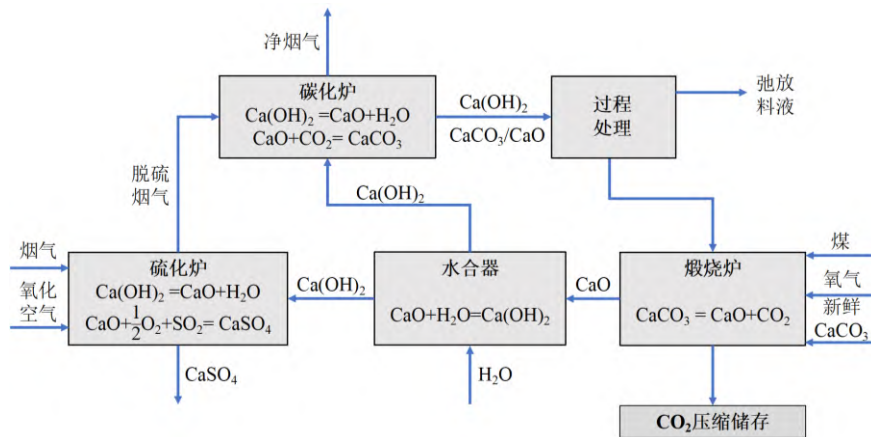 净烟气
碳化炉
Ca(OH)₂ =CaO+H₂O
CaO+CO₂= CaCO₃
Ca(OH)₂
CaCO₃/CaO
过程
处理
弛放
料液
脱硫
烟气
Ca(OH)₂
烟气
氧化
空气
硫化炉
Ca(OH)₂ =CaO+H₂O
CaO+½O₂+SO₂= CaSO₄
Ca(OH)₂
水合器
CaO+H₂O=Ca(OH)₂
CaO
煅烧炉
CaCO₃ = CaO+CO₂
煤
氧气
新鲜
CaCO₃
CaSO₄
H₂O
CO₂压缩储存